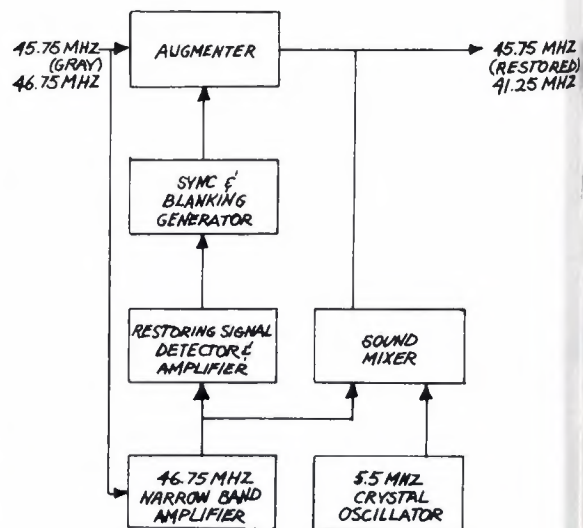 45.75 MHZ
(GRAY)
46.75 MHZ
AUGMENTER
45.75 MHZ
(RESTORED)
41.25 MHZ
SYNC &
BLANKING
GENERATOR
RESTORING SIGNAL
DETECTOR &
AMPLIFIER
SOUND
MIXER
46.75 MHZ
NARROW BAND
AMPLIFIER
5.5 MHZ
CRYSTAL
OSCILLATOR